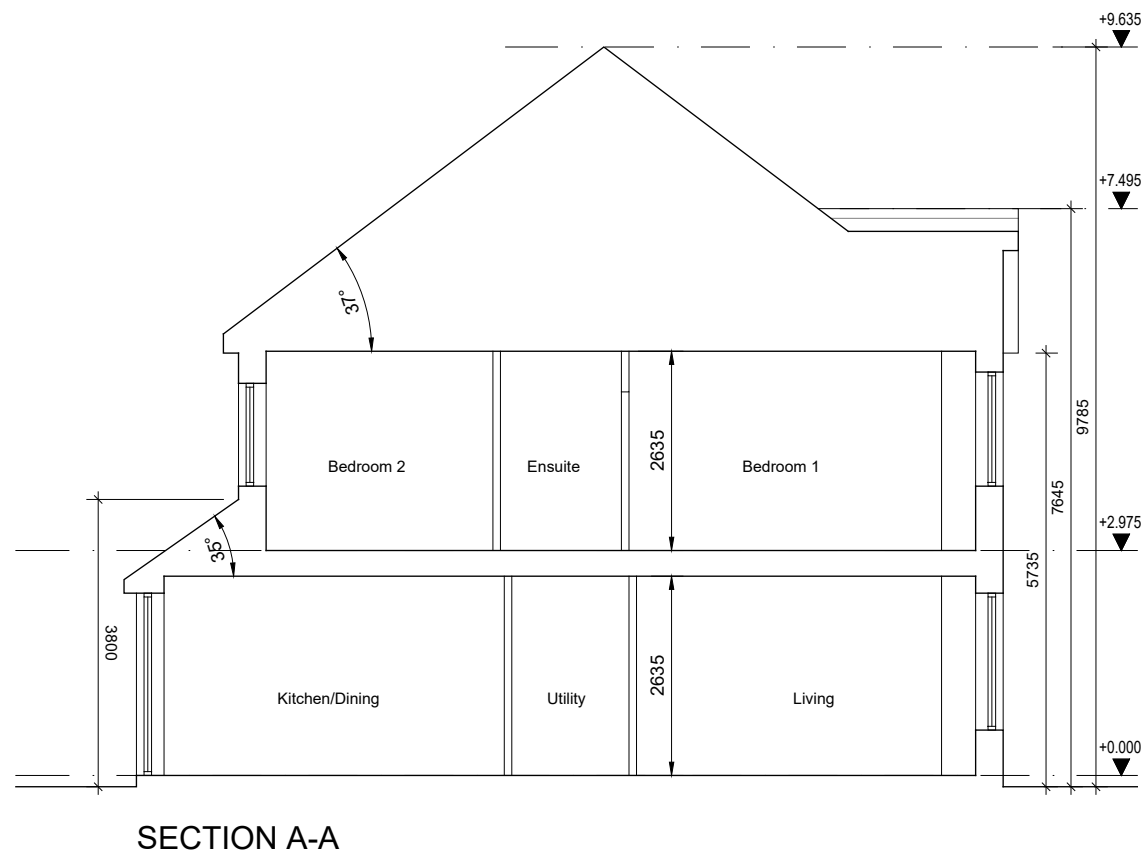 +9.635
+7.495
37°
9785
Bedroom 2
Ensuite
2635
Bedroom 1
7645
+2.975
35°
5735
3800
2635
Kitchen/Dining
Utility
Living
+0.000
SECTION A-A